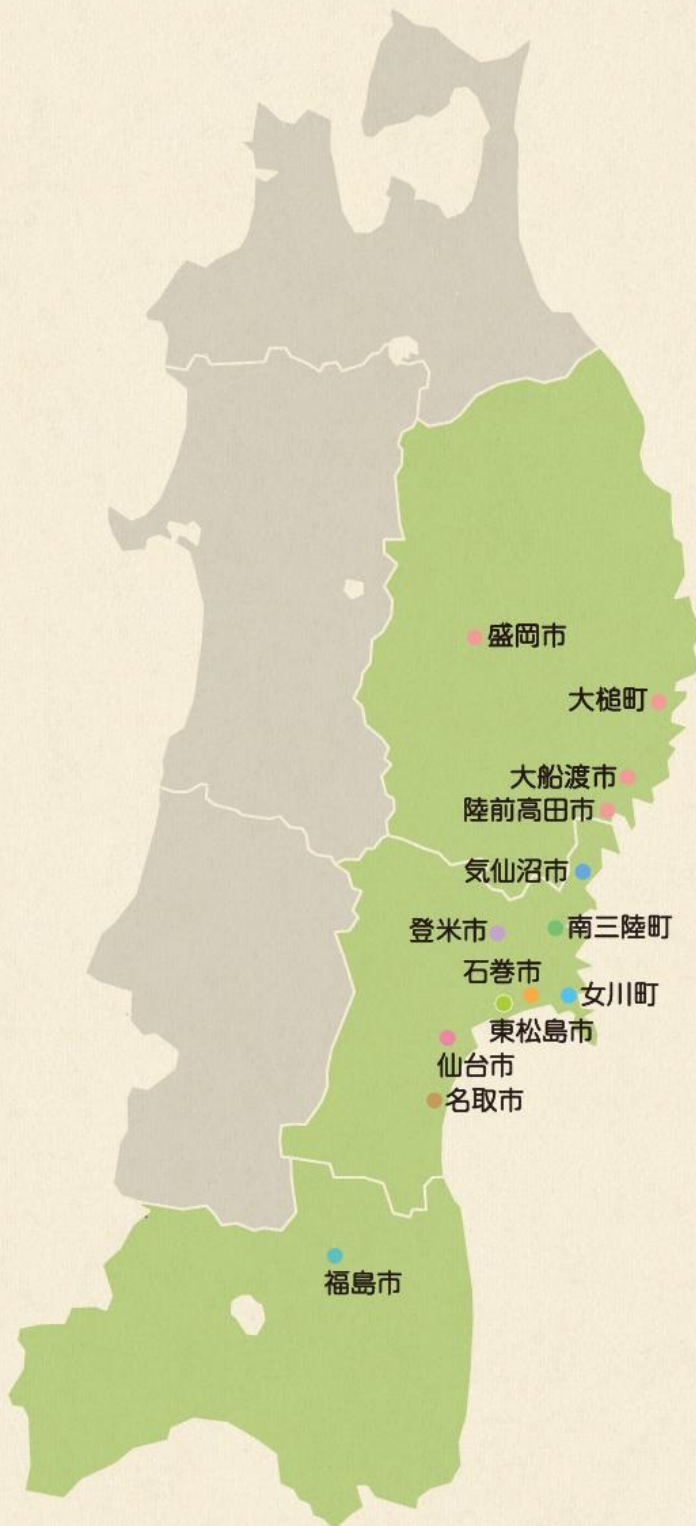 盛岡市
大槌町
大船渡市
陸前高田市
気仙沼市
登米市
南三陸町
石巻市
女川町
東松島市
仙台市
名取市
福島市